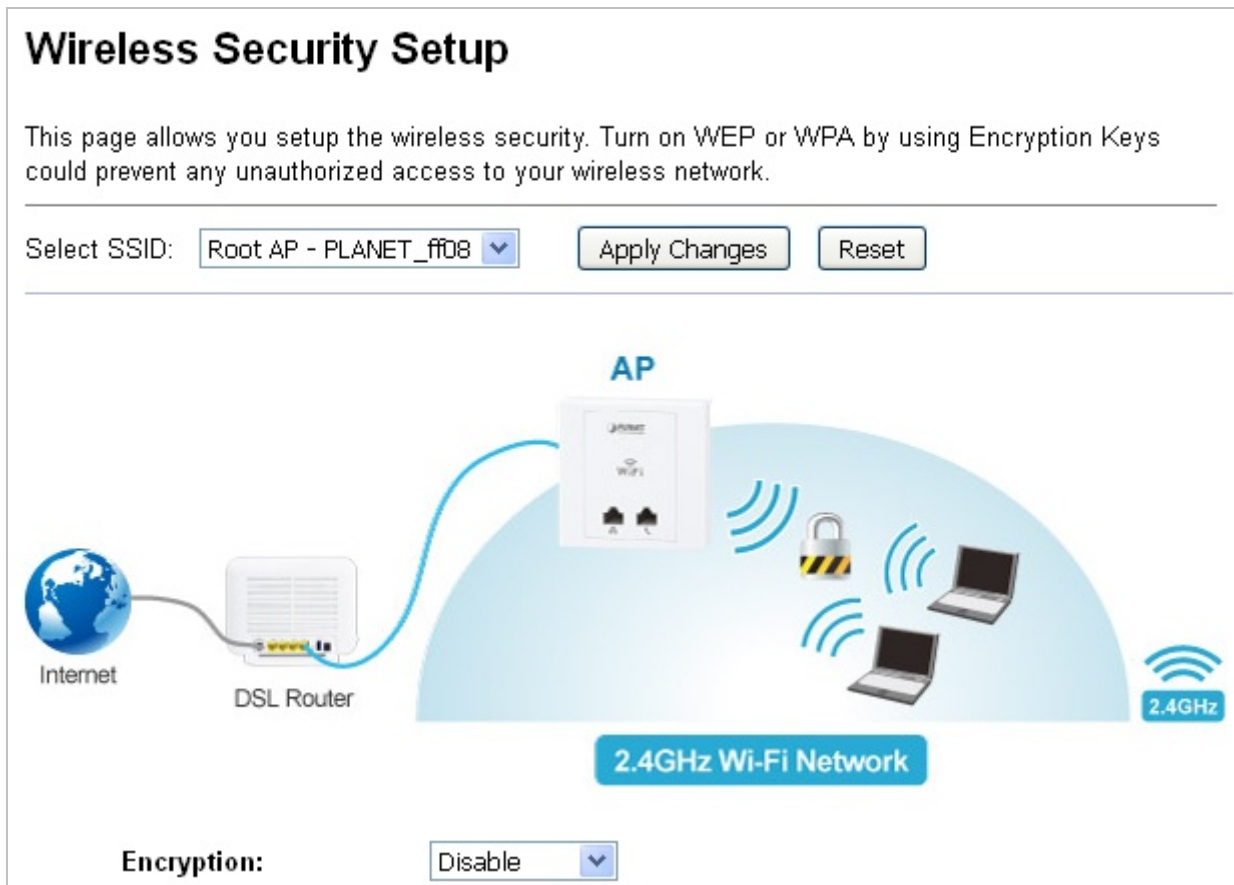 Wireless Security Setup
This page allows you setup the wireless security. Turn on WEP or WPA by using Encryption Keys
could prevent any unauthorized access to your wireless network.
Select SSID: Root AP - PLANET_ff08 Apply Changes Reset
AP
PLANET
WiFi
Internet
DSL Router
2.4GHz
2.4GHz Wi-Fi Network
Encryption: Disable